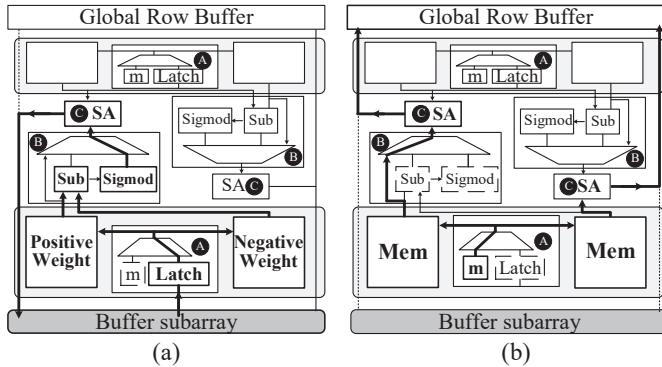 Global Row Buffer
A
m
Latch
C SA
Sigmod
Sub
B
B
Sub
Sigmod
SA C
Positive
Weight
A
m
Latch
Negative
Weight
Buffer subarray
(a)
Global Row Buffer
A
m
Latch
C SA
Sigmod
Sub
B
B
Sub
Sigmod
C SA
Mem
A
m
Latch
Mem
Buffer subarray
(b)